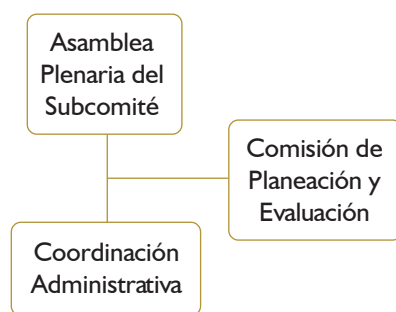 Asamblea
Plenaria del
Subcomité
Comisión de
Planeación y
Evaluación
Coordinación
Administrativa